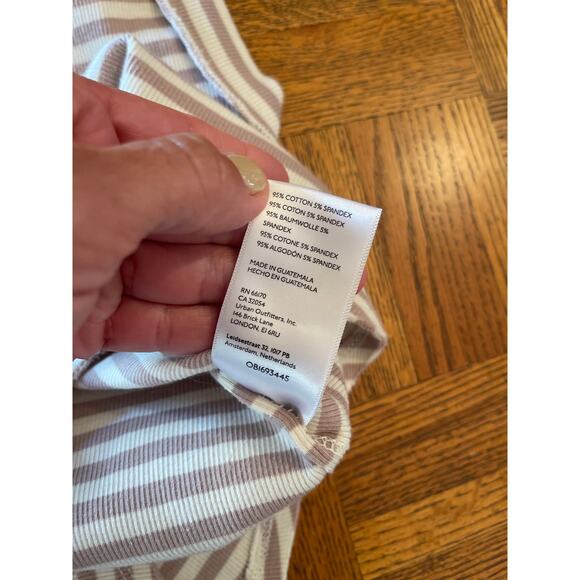 95% COTTON 5% SPANDEX
95% COTON 5% SPANDEX
95% BAUMWOLLE 5%
SPANDEX
95% COTONE 5% SPANDEX
95% ALGODÓN 5% SPANDEX
MADE IN GUATEMALA
HECHO EN GUATEMALA
RN 66170
CA 32054
Urban Outfitters, Inc.
146 Brick Lane
LONDON, E1 6RU
Leidsestraat 32, 1017 PB
Amsterdam, Netherlands
OB1693445